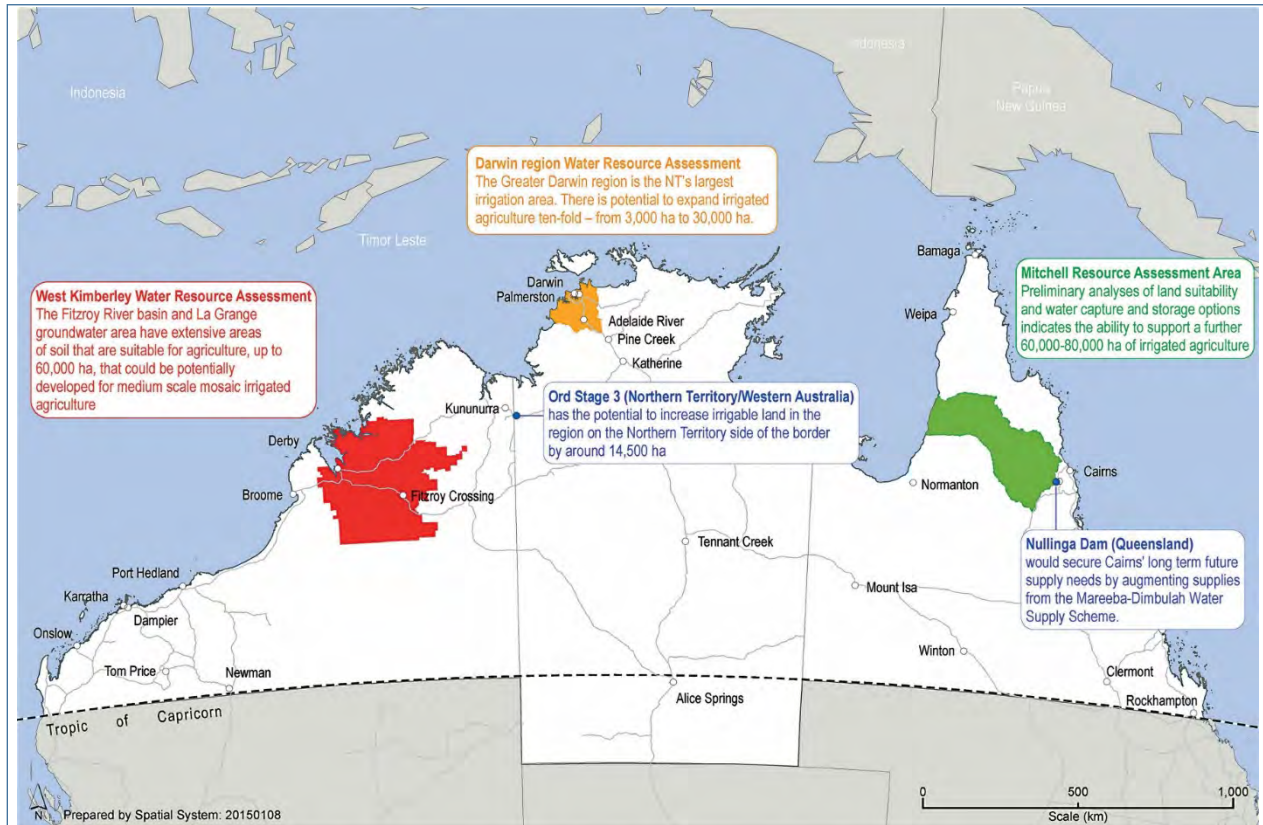 Indonesia
Indonesia
Papua
New Guinea
Timor Leste
Darwin region Water Resource Assessment
The Greater Darwin region is the NT's largest
irrigation area. There is potential to expand irrigated
agriculture ten-fold – from 3,000 ha to 30,000 ha.
West Kimberley Water Resource Assessment
The Fitzroy River basin and La Grange
groundwater area have extensive areas
of soil that are suitable for agriculture, up to
60,000 ha, that could be potentially
developed for medium scale mosaic irrigated
agriculture
Mitchell Resource Assessment Area
Preliminary analyses of land suitability
and water capture and storage options
indicates the ability to support a further
60,000-80,000 ha of irrigated agriculture
Bamaga
Weipa
Darwin
Palmerston
Adelaide River
Pine Creek
Katherine
Ord Stage 3 (Northern Territory/Western Australia)
has the potential to increase irrigable land in the
region on the Northern Territory side of the border
by around 14,500 ha
Kununurra
Derby
Broome
Fitzroy Crossing
Cairns
Normanton
Tennant Creek
Nullinga Dam (Queensland)
would secure Cairns' long term future
supply needs by augmenting supplies
from the Mareeba-Dimbulah Water
Supply Scheme.
Mount Isa
Port Hedland
Karratha
Dampier
Onslow
Tom Price
Newman
Winton
Clermont
Rockhampton
Alice Springs
Tropic of Capricorn
N
Prepared by Spatial System: 20150108
0 500 1,000
Scale (km)